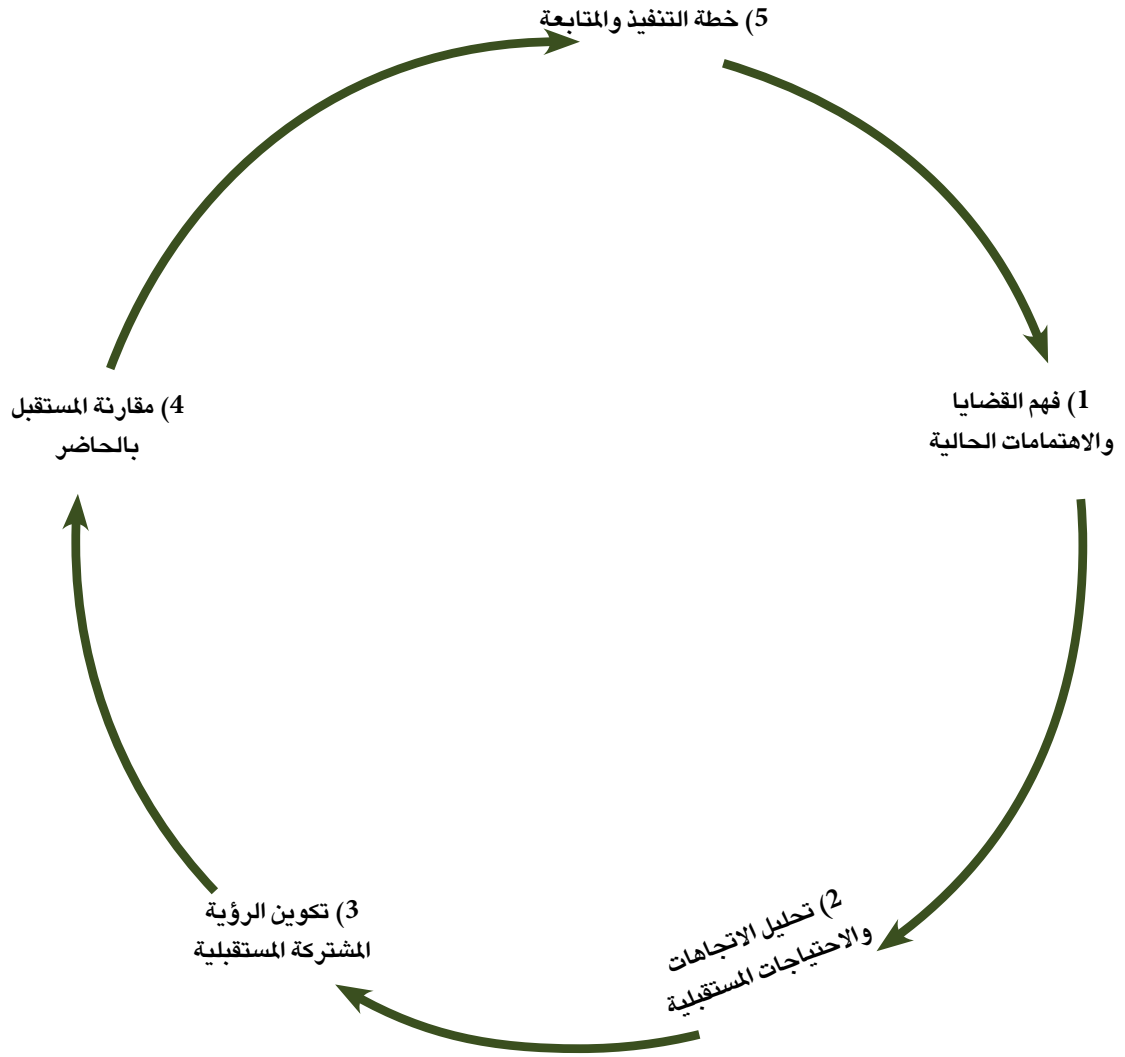 5) خطة التنفيذ والمتابعة
1) فهم القضايا
والاهتمامات الحالية
2) تحليل الاتجاهات
والاحتياجات المستقبلية
3) تكوين الرؤية
المشتركة المستقبلية
4) مقارنة المستقبل
بالحاضر